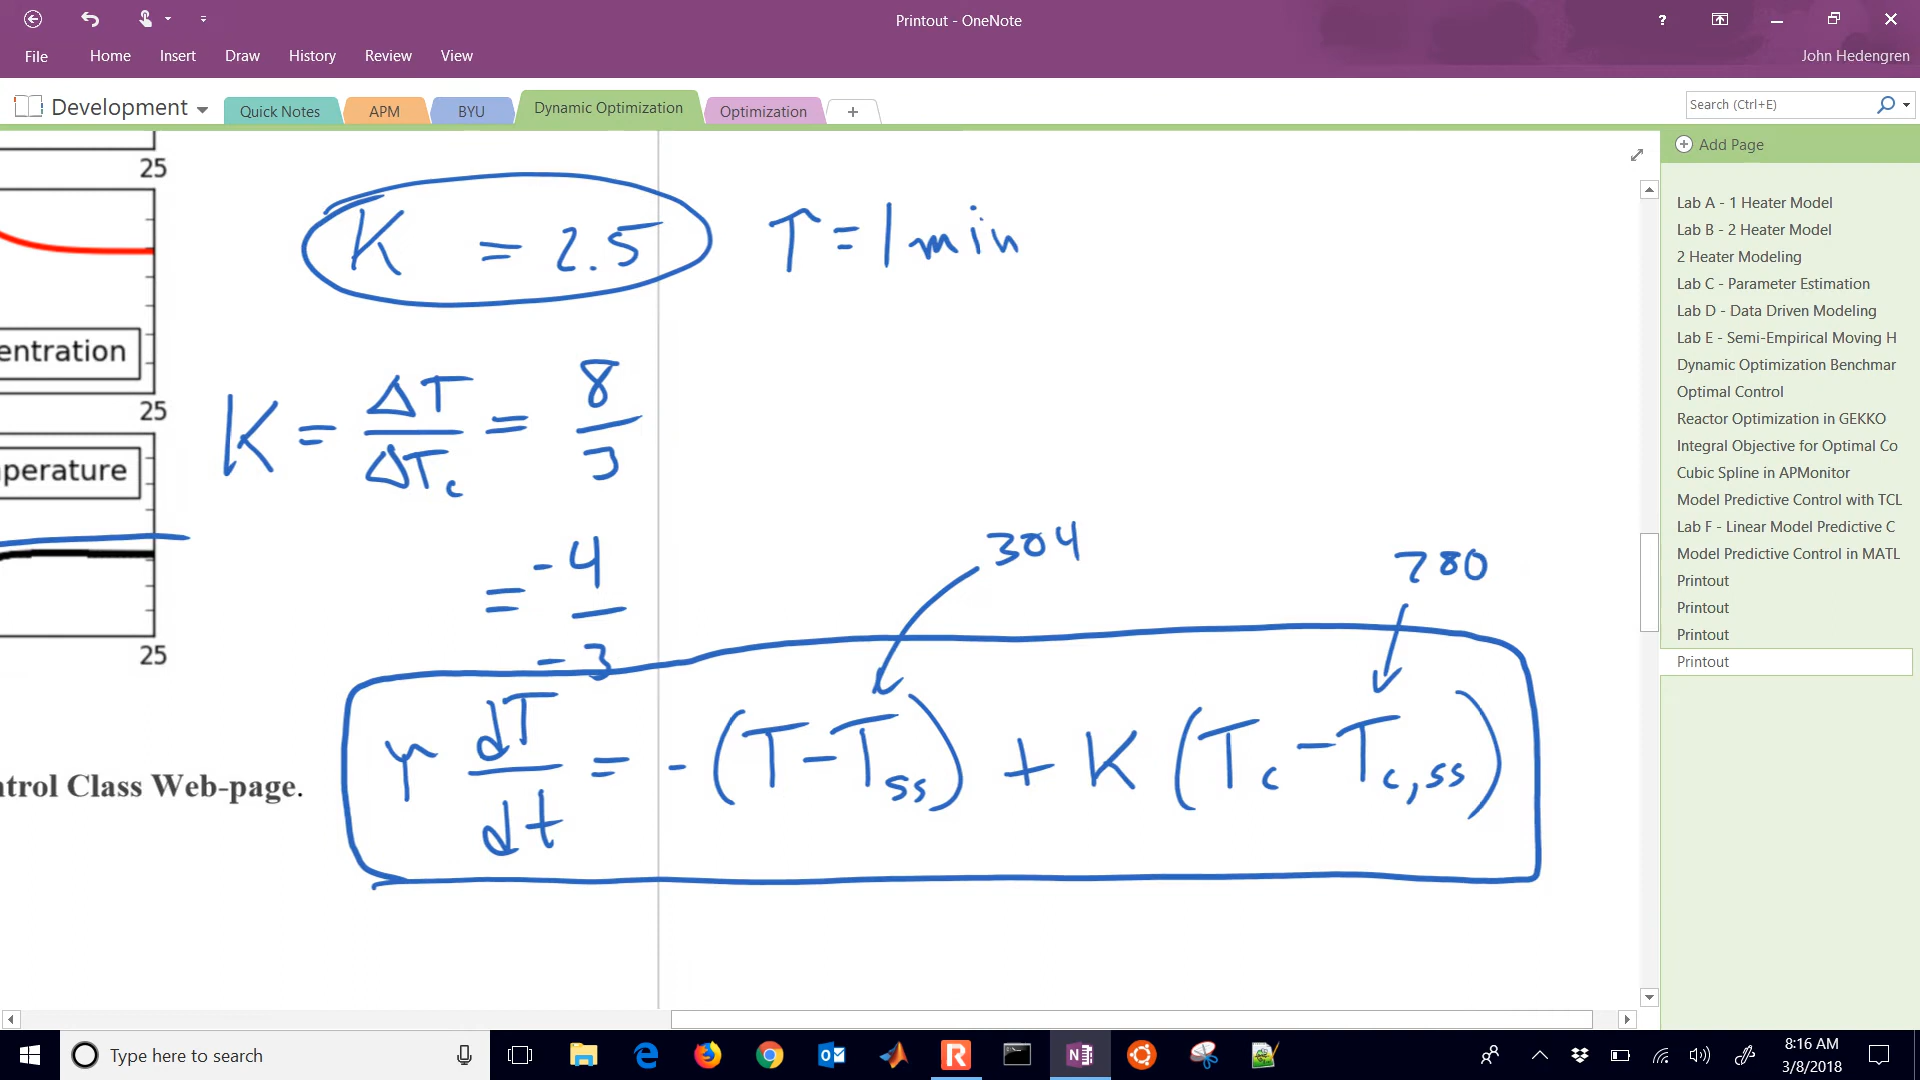 Printout - OneNote
?
File Home Insert Draw History Review View
John Hedengren
Development Quick Notes APM BYU Dynamic Optimization Optimization +
Search (Ctrl+E)
Add Page
25
K = 2.5
τ = 1 min
entration
25
K = ΔT / ΔTc = 8 / 3
perature
= -4 / -3
25
304
280
τ dT/dt = - (T - Tss) + K (Tc - Tc,ss)
ntrol Class Web-page.
Lab A - 1 Heater Model
Lab B - 2 Heater Model
2 Heater Modeling
Lab C - Parameter Estimation
Lab D - Data Driven Modeling
Lab E - Semi-Empirical Moving H
Dynamic Optimization Benchmar
Optimal Control
Reactor Optimization in GEKKO
Integral Objective for Optimal Co
Cubic Spline in APMonitor
Model Predictive Control with TCL
Lab F - Linear Model Predictive C
Model Predictive Control in MATL
Printout
Printout
Printout
Printout
Type here to search
8:16 AM
3/8/2018